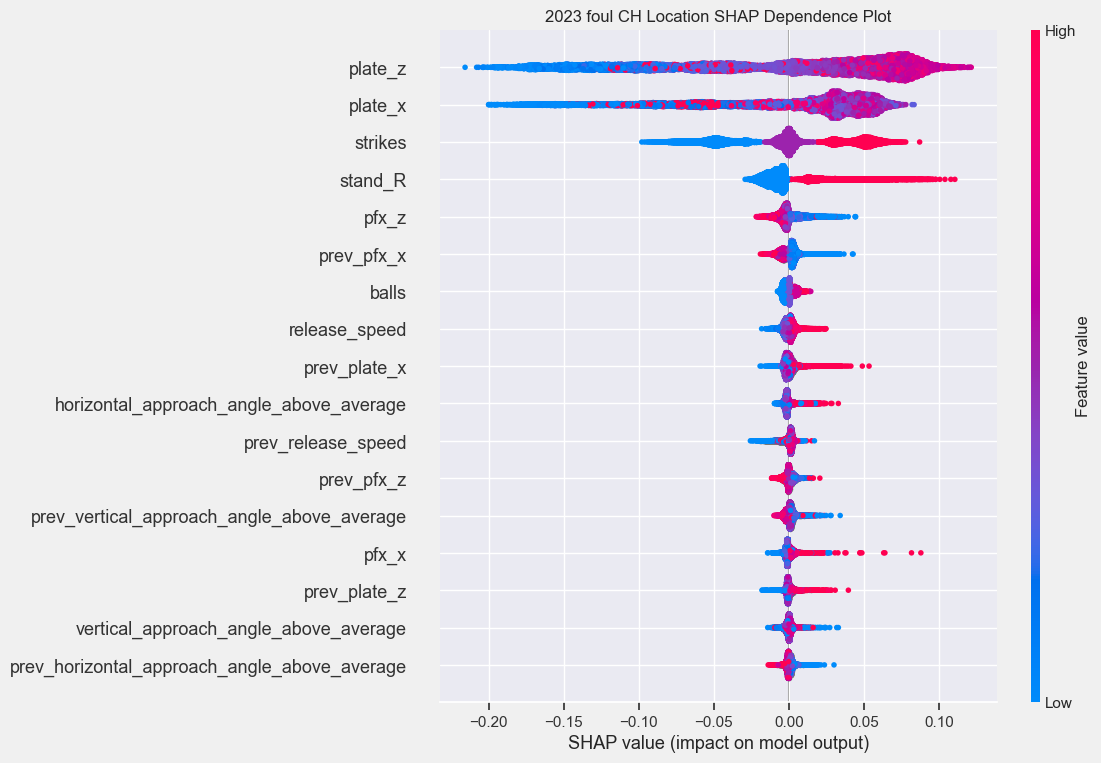 2023 foul CH Location SHAP Dependence Plot
High
plate_z
plate_x
strikes
stand_R
pfx_z
prev_pfx_x
balls
release_speed
prev_plate_x
horizontal_approach_angle_above_average
prev_release_speed
prev_pfx_z
prev_vertical_approach_angle_above_average
pfx_x
prev_plate_z
vertical_approach_angle_above_average
prev_horizontal_approach_angle_above_average
Feature value
Low
−0.20 −0.15 −0.10 −0.05 0.00 0.05 0.10
SHAP value (impact on model output)